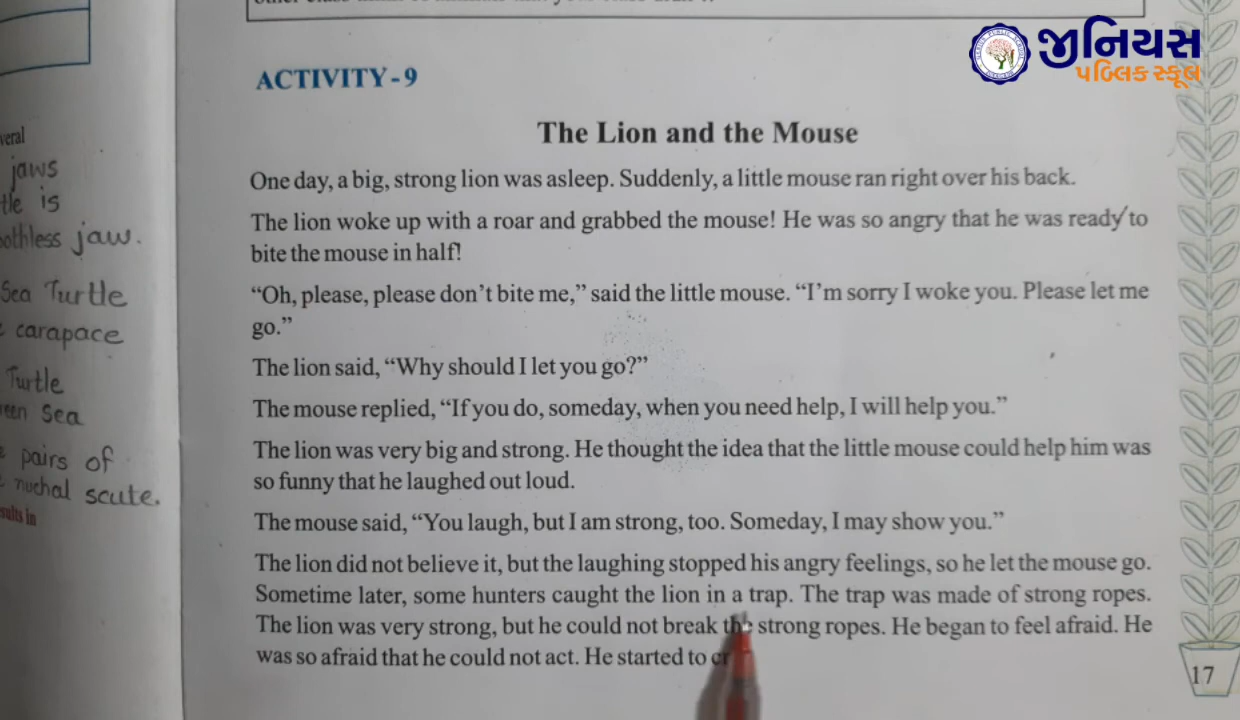 જીનિયસ
પબ્લિક સ્કૂલ
ACTIVITY - 9
The Lion and the Mouse
One day, a big, strong lion was asleep. Suddenly, a little mouse ran right over his back.
The lion woke up with a roar and grabbed the mouse! He was so angry that he was ready to
bite the mouse in half!
“Oh, please, please don’t bite me,” said the little mouse. “I’m sorry I woke you. Please let me
go.”
The lion said, “Why should I let you go?”
The mouse replied, “If you do, someday, when you need help, I will help you.”
The lion was very big and strong. He thought the idea that the little mouse could help him was
so funny that he laughed out loud.
The mouse said, “You laugh, but I am strong, too. Someday, I may show you.”
The lion did not believe it, but the laughing stopped his angry feelings, so he let the mouse go.
Sometime later, some hunters caught the lion in a trap. The trap was made of strong ropes.
The lion was very strong, but he could not break the strong ropes. He began to feel afraid. He
was so afraid that he could not act. He started to
17
jaws
is
jaw.
Sea Turtle
carapace
Turtle
Sea
pairs of
nuchal scute.